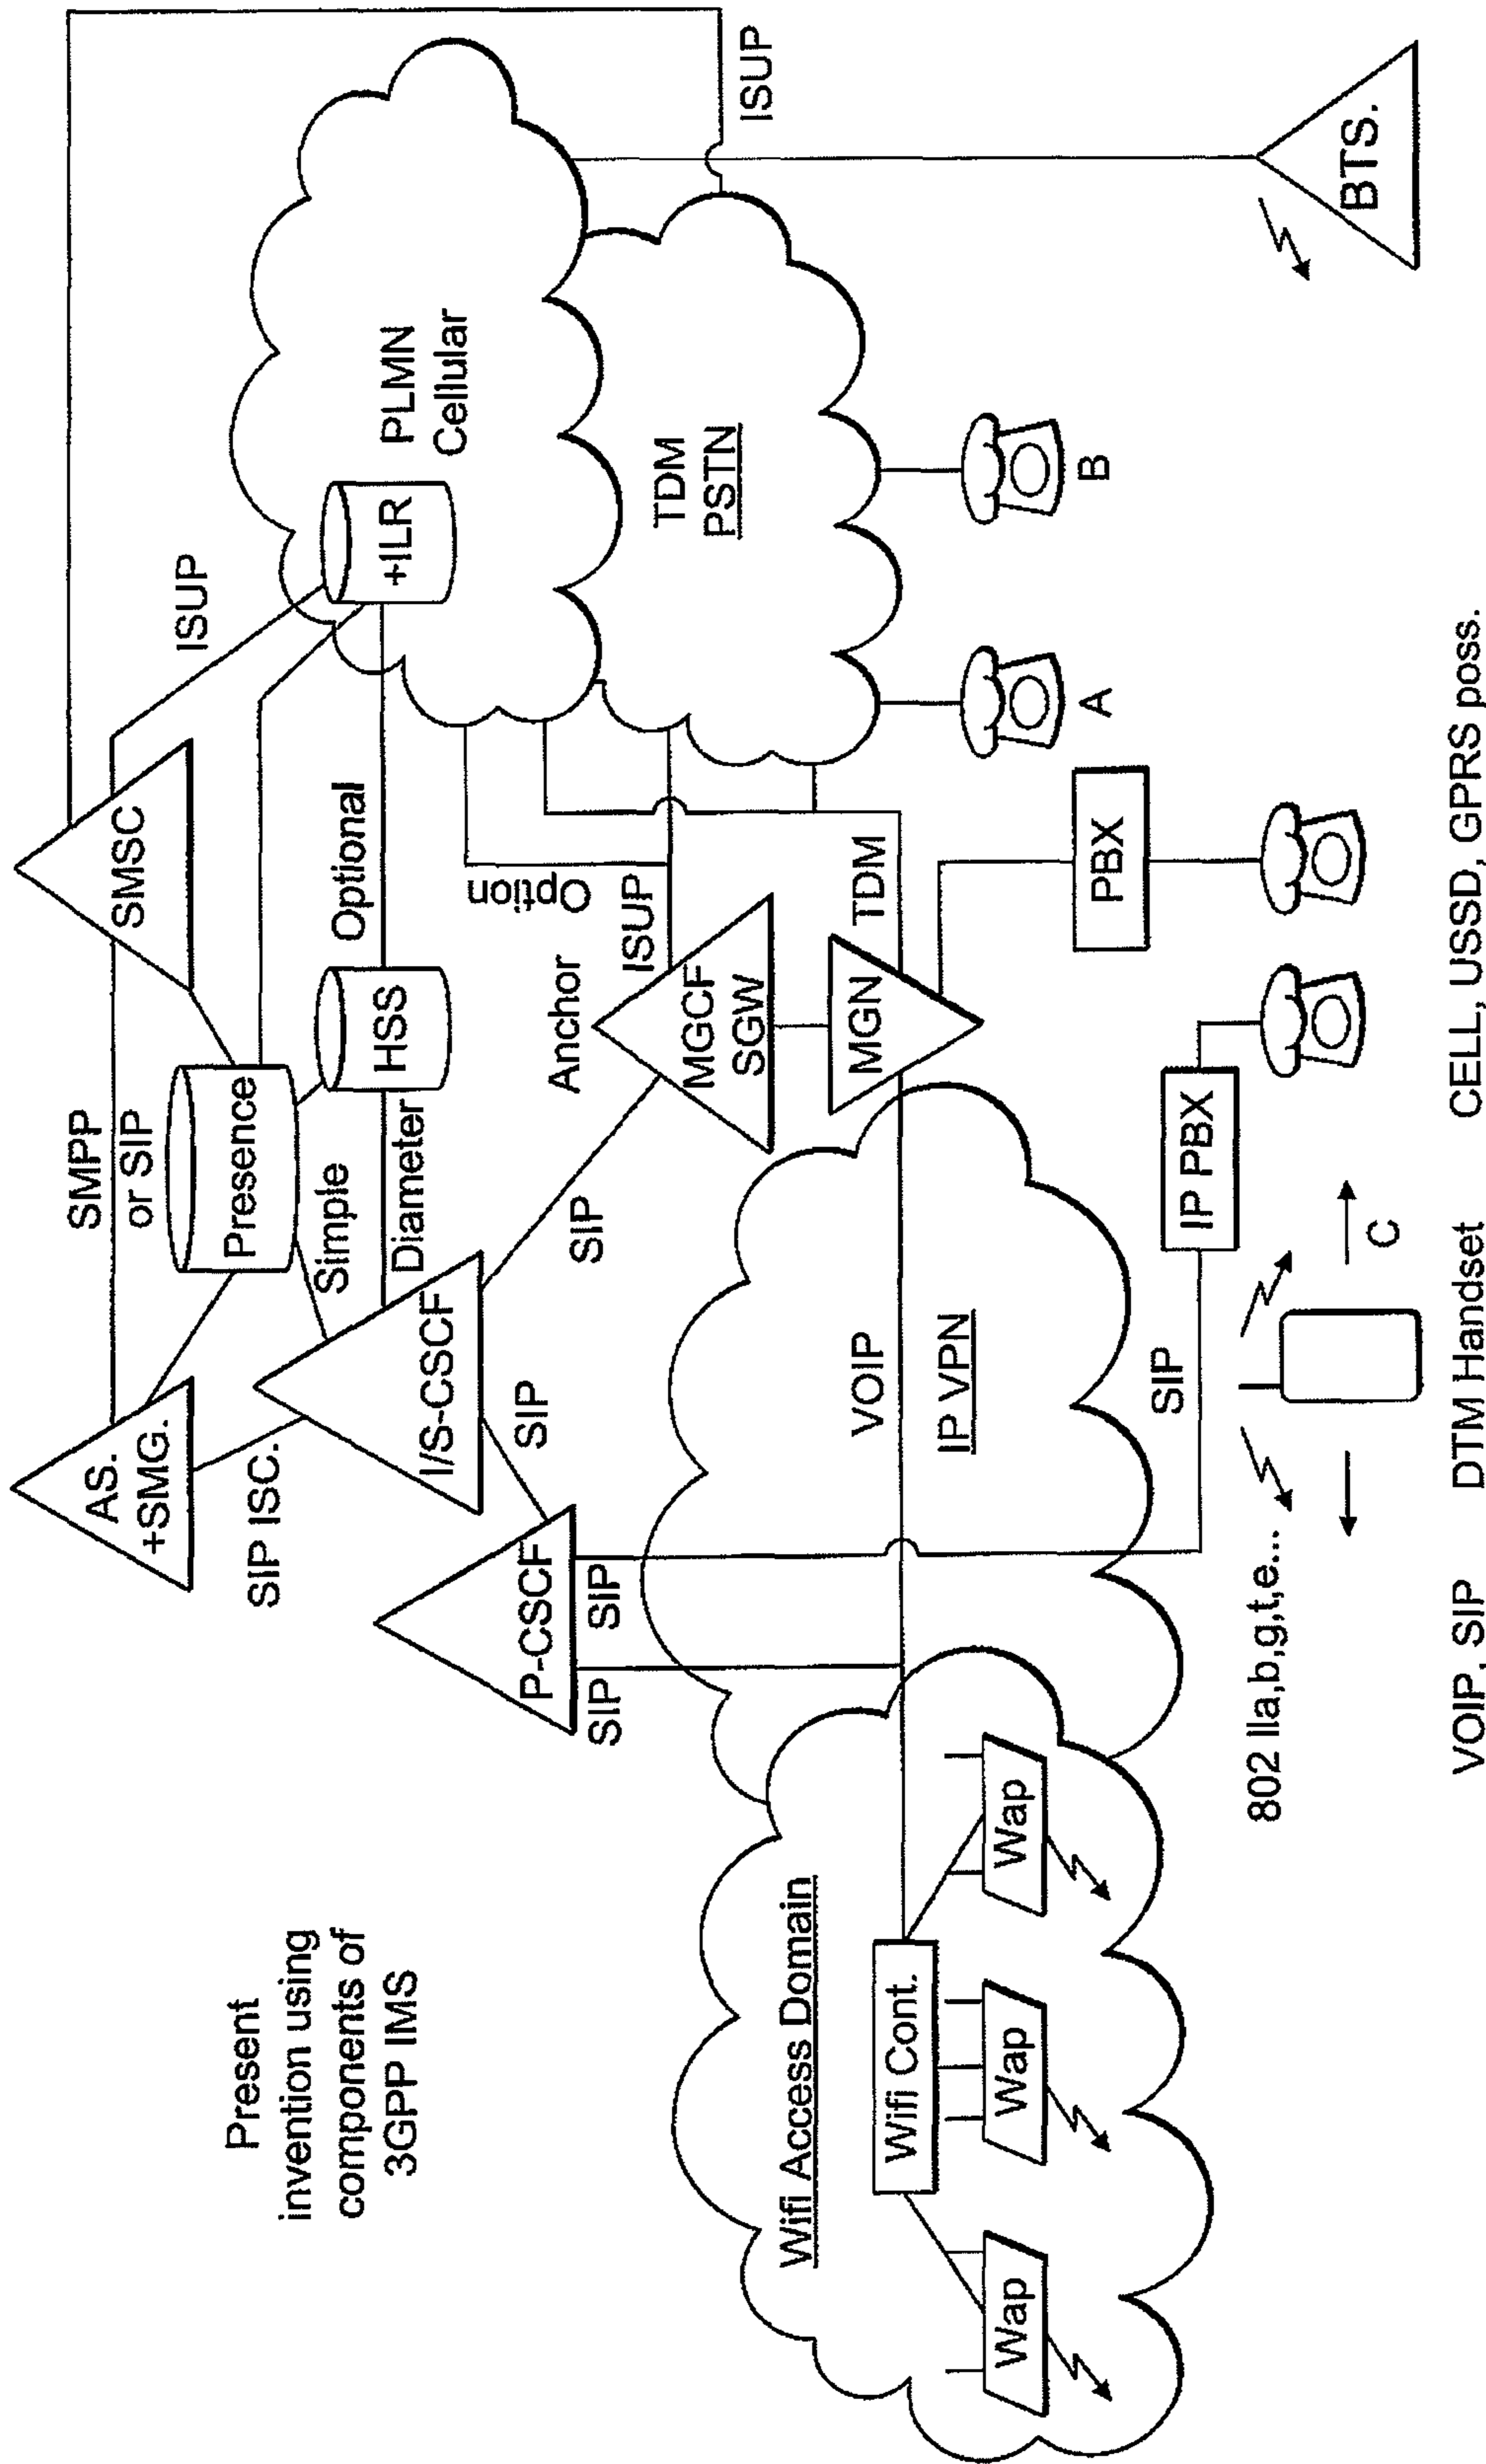 Present
invention using
components of
3GPP IMS
AS.
+SMG.
SMPP
or SIP
SMSC
ISUP
ISUP
Presence
SIP ISC.
Simple
I/S-CSCF
Diameter
HSS
Optional
+ILR
PLMN
Cellular
P-CSCF
SIP
SIP
SIP
SIP
Anchor
MGCF
SGW
ISUP
Option
TDM
PSTN
MGN
TDM
VOIP
IP VPN
Wifi Access Domain
Wifi Cont.
Wap
Wap
Wap
A
B
PBX
IP PBX
SIP
BTS.
802 IIa,b,g,t,e...
C
VOIP, SIP
DTM Handset
CELL, USSD, GPRS poss.